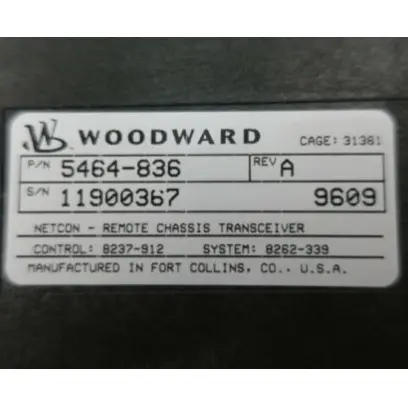 WOODWARD CAGE: 31361
P/N 5464-836 REV A
S/N 11900367 9609
NETCON - REMOTE CHASSIS TRANSCEIVER
CONTROL: 8237-912 SYSTEM: 8262-339
MANUFACTURED IN FORT COLLINS, CO., U.S.A.